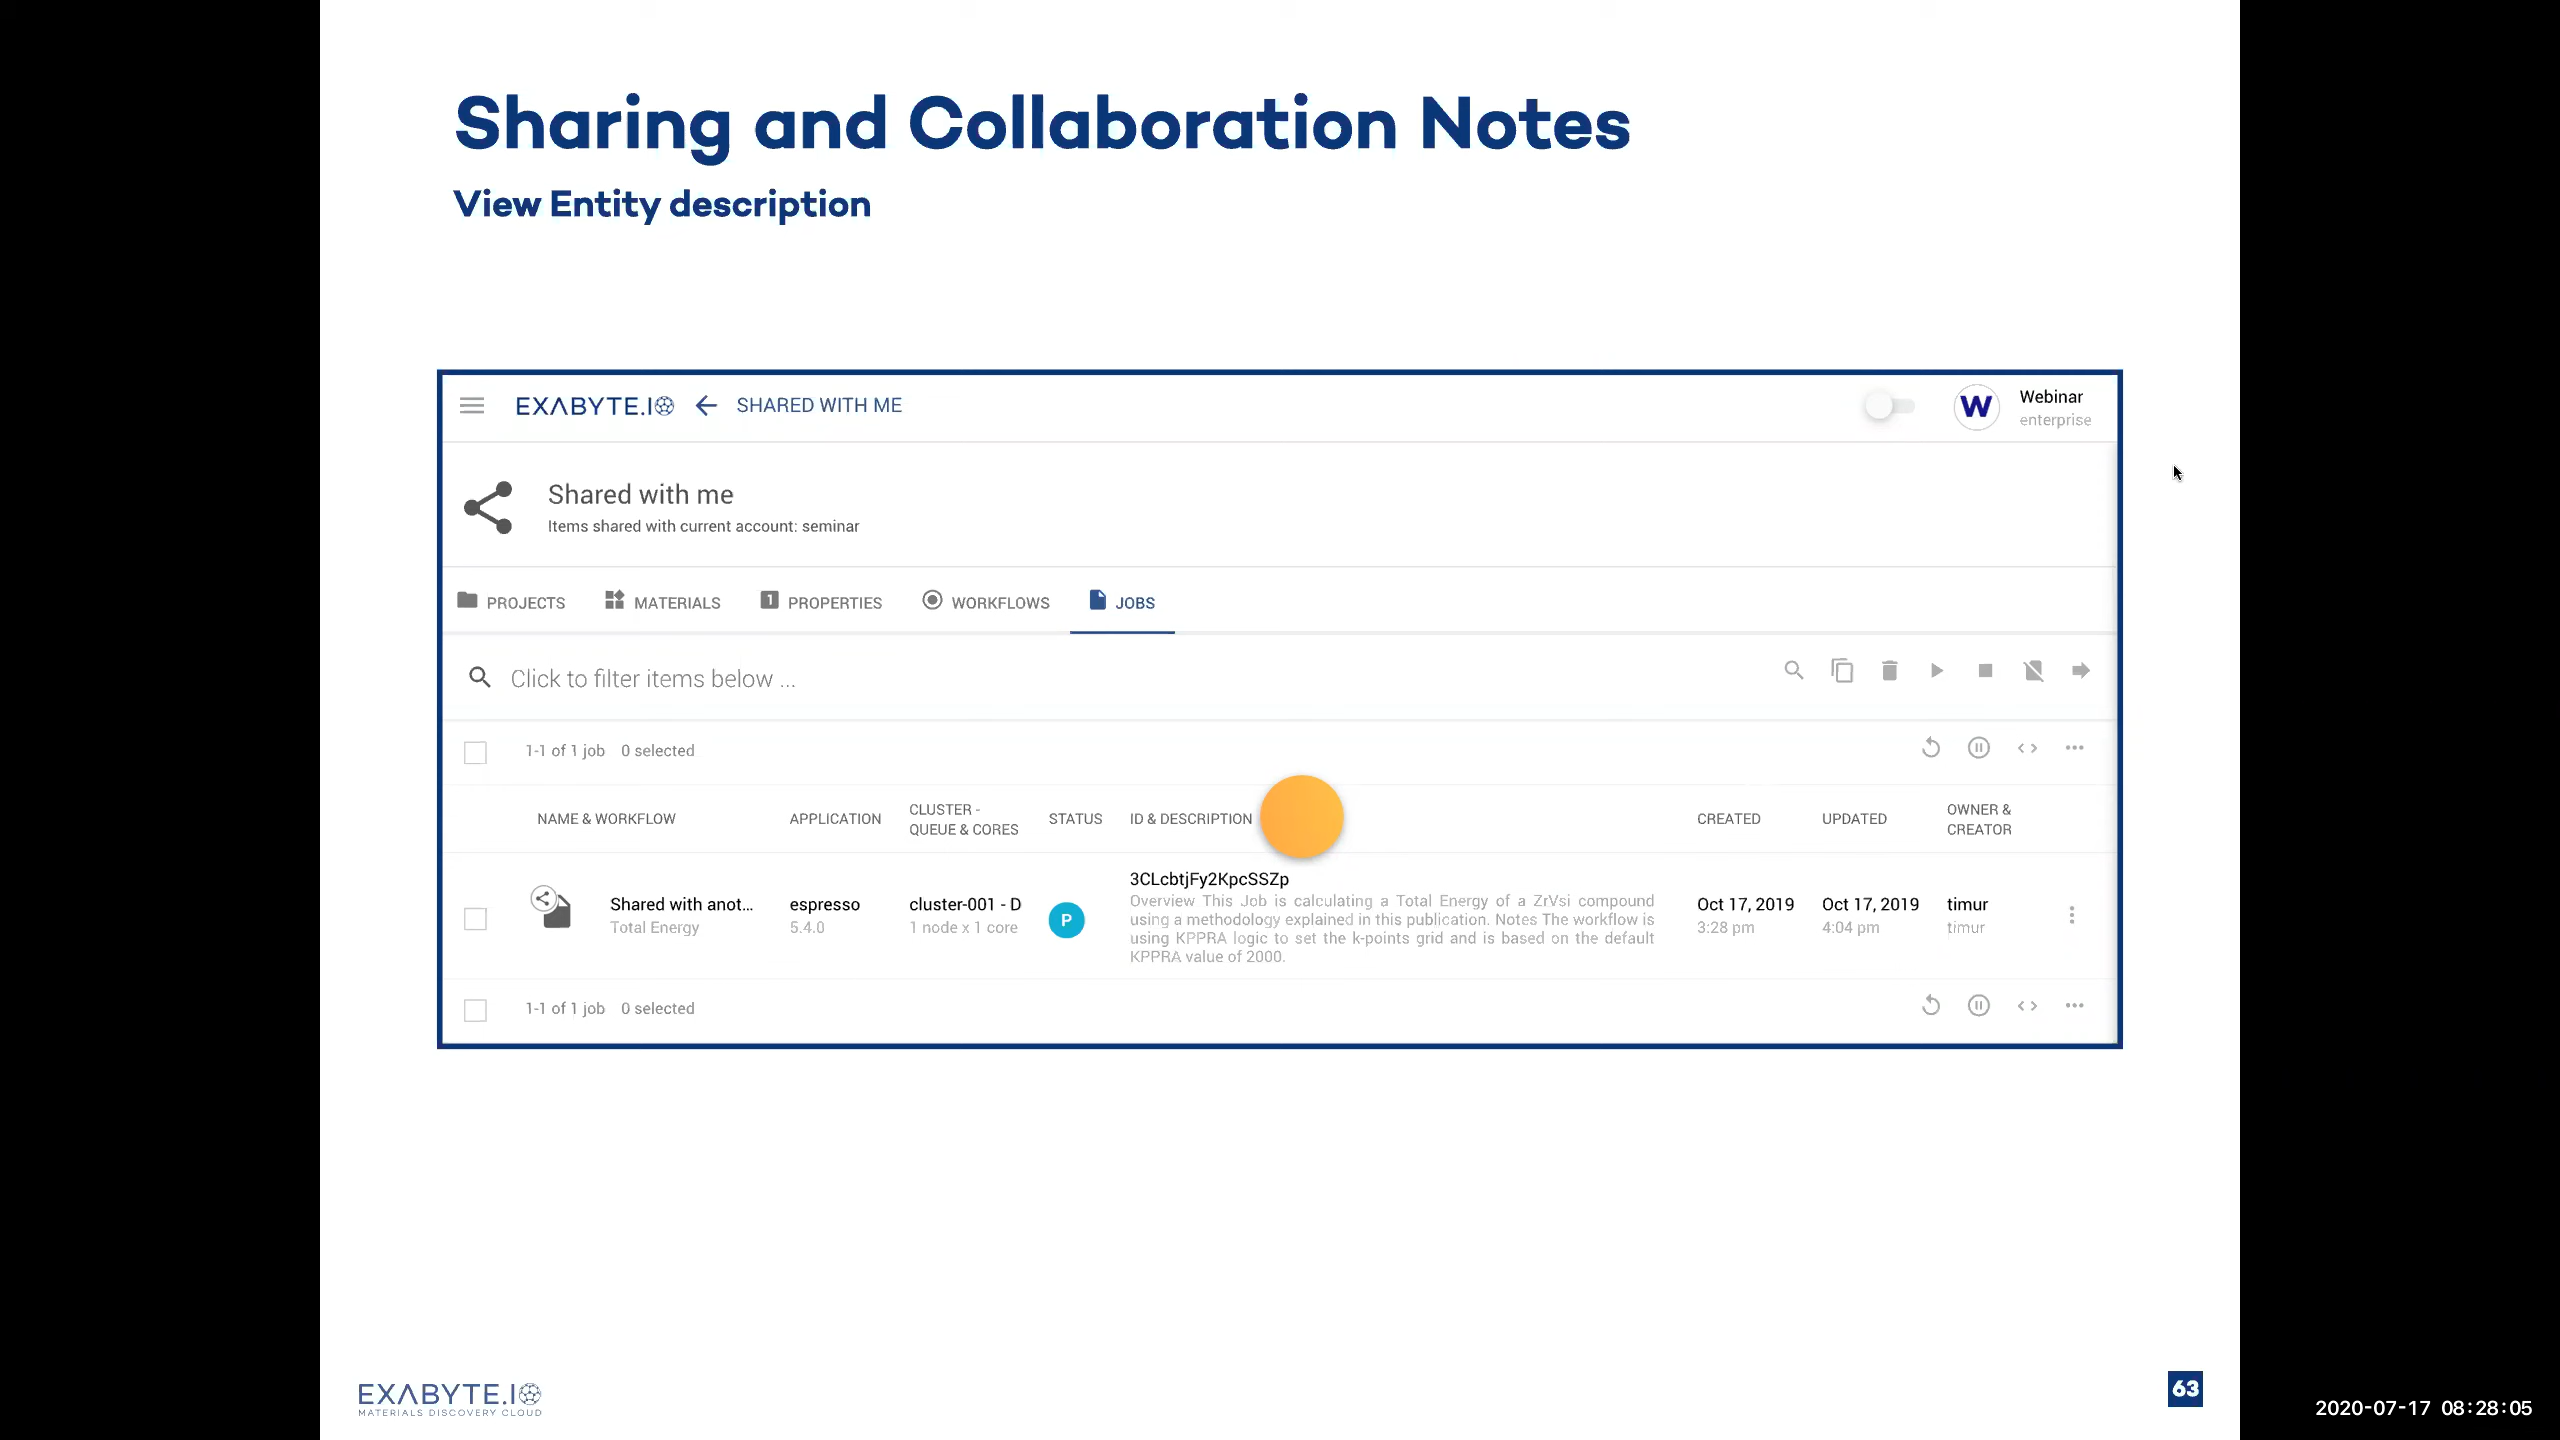 Sharing and Collaboration Notes
View Entity description
EXΛBYTE.IO SHARED WITH ME
W Webinar
enterprise
Shared with me
Items shared with current account: seminar
PROJECTS MATERIALS 1 PROPERTIES WORKFLOWS JOBS
Click to filter items below ...
1-1 of 1 job 0 selected
NAME & WORKFLOW APPLICATION CLUSTER - QUEUE & CORES STATUS ID & DESCRIPTION CREATED UPDATED OWNER & CREATOR
Shared with anot...
Total Energy
espresso
5.4.0
cluster-001 - D
1 node x 1 core
P
3CLcbtjFy2KpcSSZp
Overview This Job is calculating a Total Energy of a ZrVsi compound
using a methodology explained in this publication. Notes The workflow is
using KPPRA logic to set the k-points grid and is based on the default
KPPRA value of 2000.
Oct 17, 2019
3:28 pm
Oct 17, 2019
4:04 pm
timur
timur
1-1 of 1 job 0 selected
EXΛBYTE.IO
MATERIALS DISCOVERY CLOUD
63
2020-07-17 08:28:05